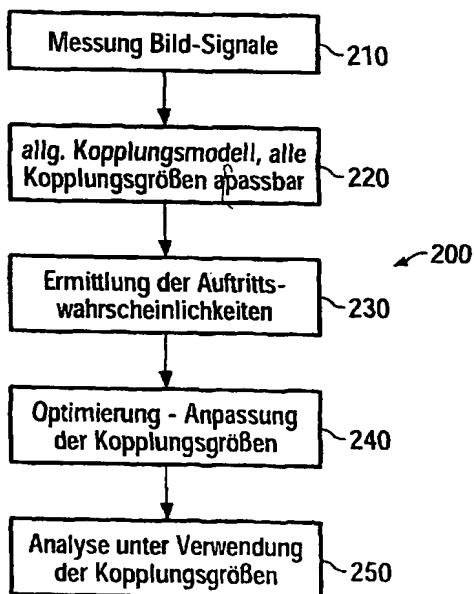 Messung Bild-Signale
210
allg. Kopplungsmodell, alle
Kopplungsgrößen apassbar
220
200
Ermittlung der Auftritts-
wahrscheinlichkeiten
230
Optimierung - Anpassung
der Kopplungsgrößen
240
Analyse unter Verwendung
der Kopplungsgrößen
250